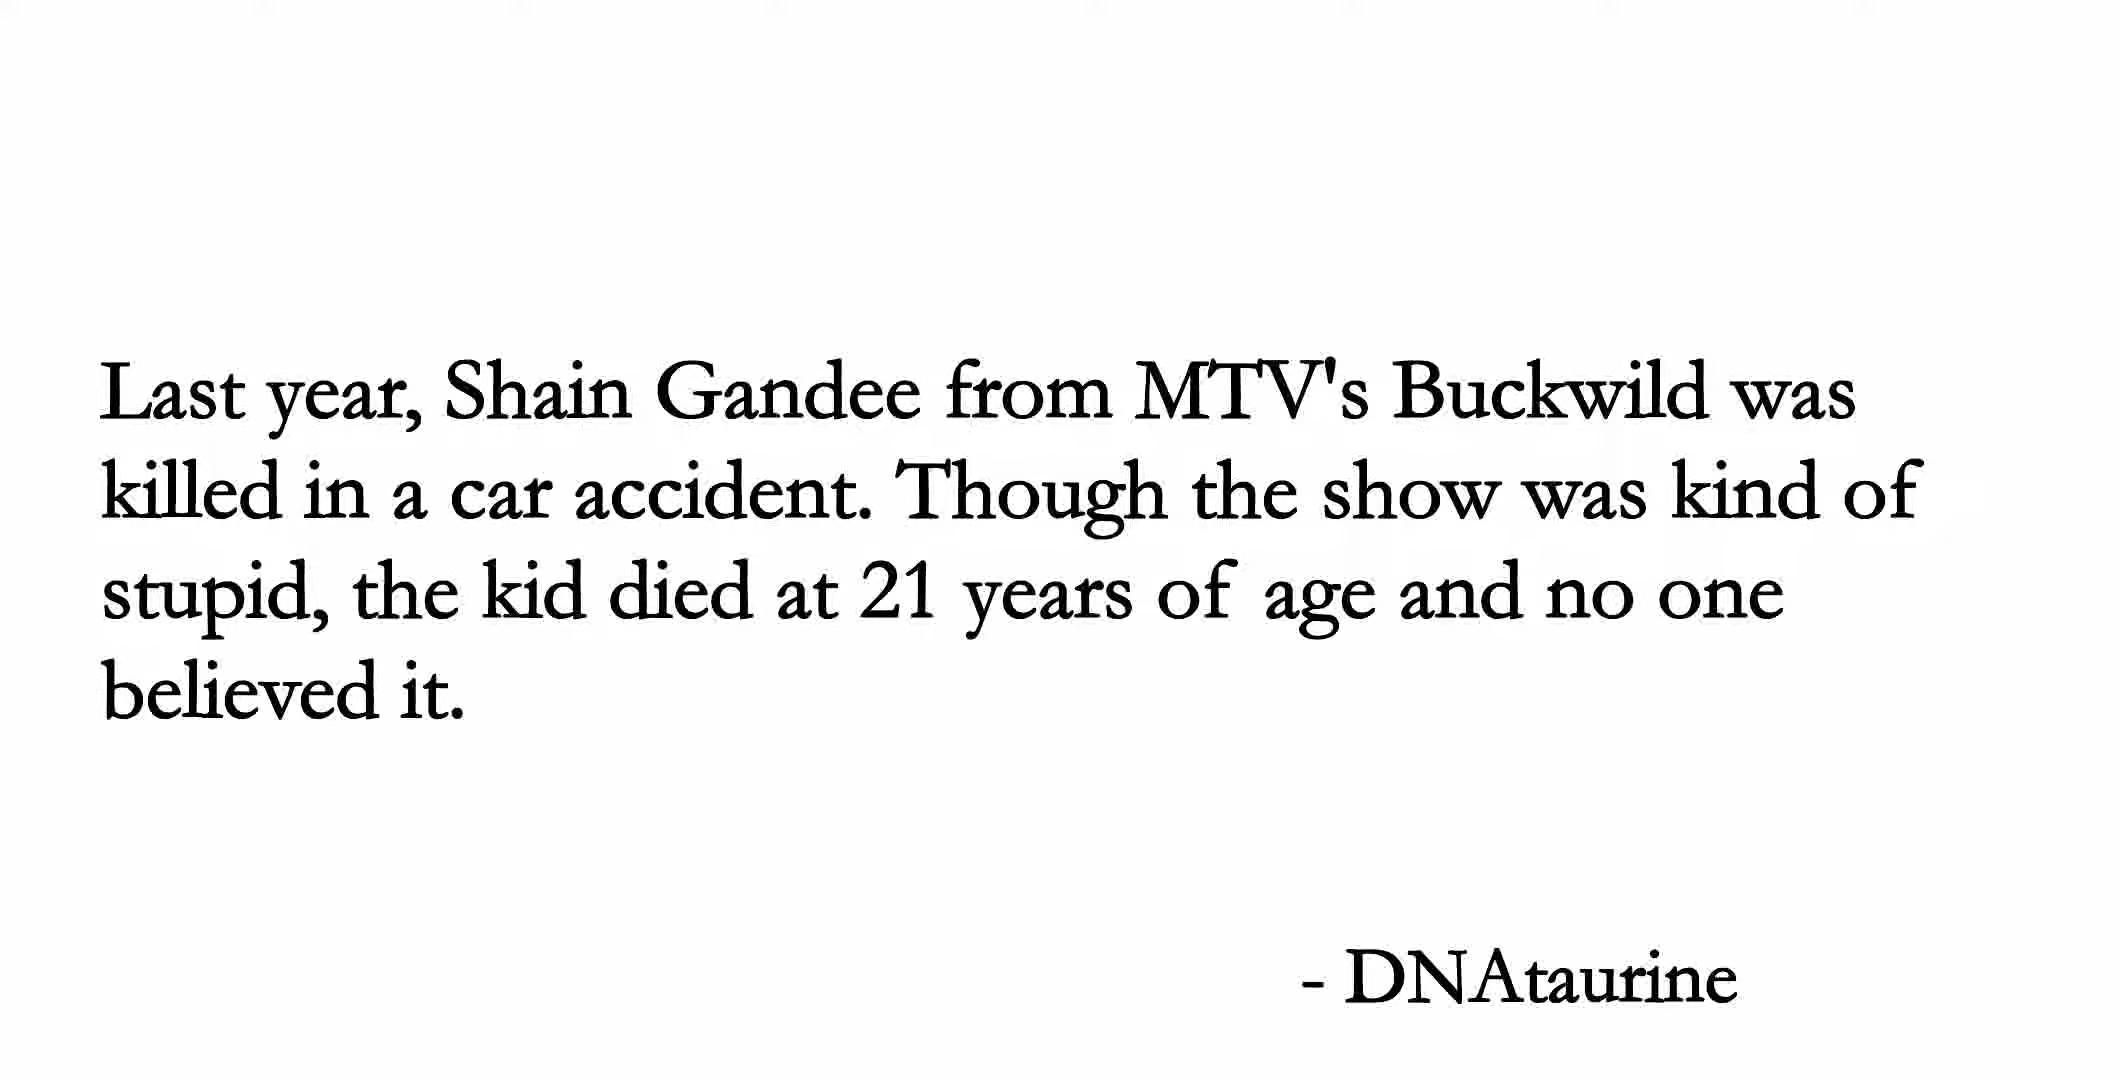 Last year, Shain Gandee from MTV's Buckwild was
killed in a car accident. Though the show was kind of
stupid, the kid died at 21 years of age and no one
believed it.
- DNAtaurine